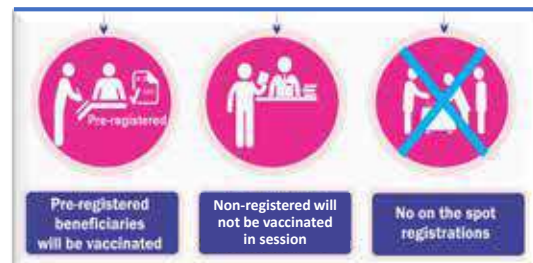 Pre-registered
Pre-registered
beneficiaries
will be vaccinated
Non-registered will
not be vaccinated
in session
No on the spot
registrations